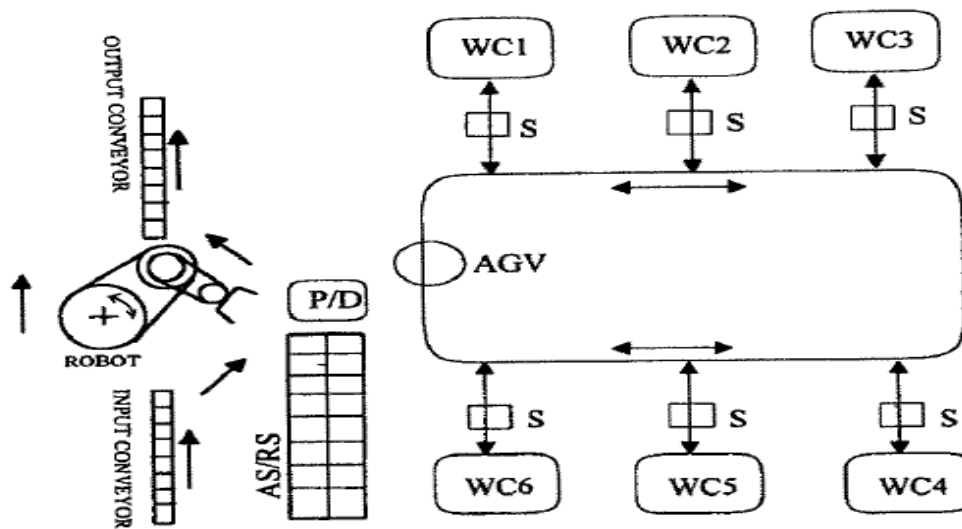 WC1
WC2
WC3
S
S
S
OUTPUT CONVEYOR
AGV
P/D
ROBOT
INPUT CONVEYOR
AS/RS
S
S
S
WC6
WC5
WC4